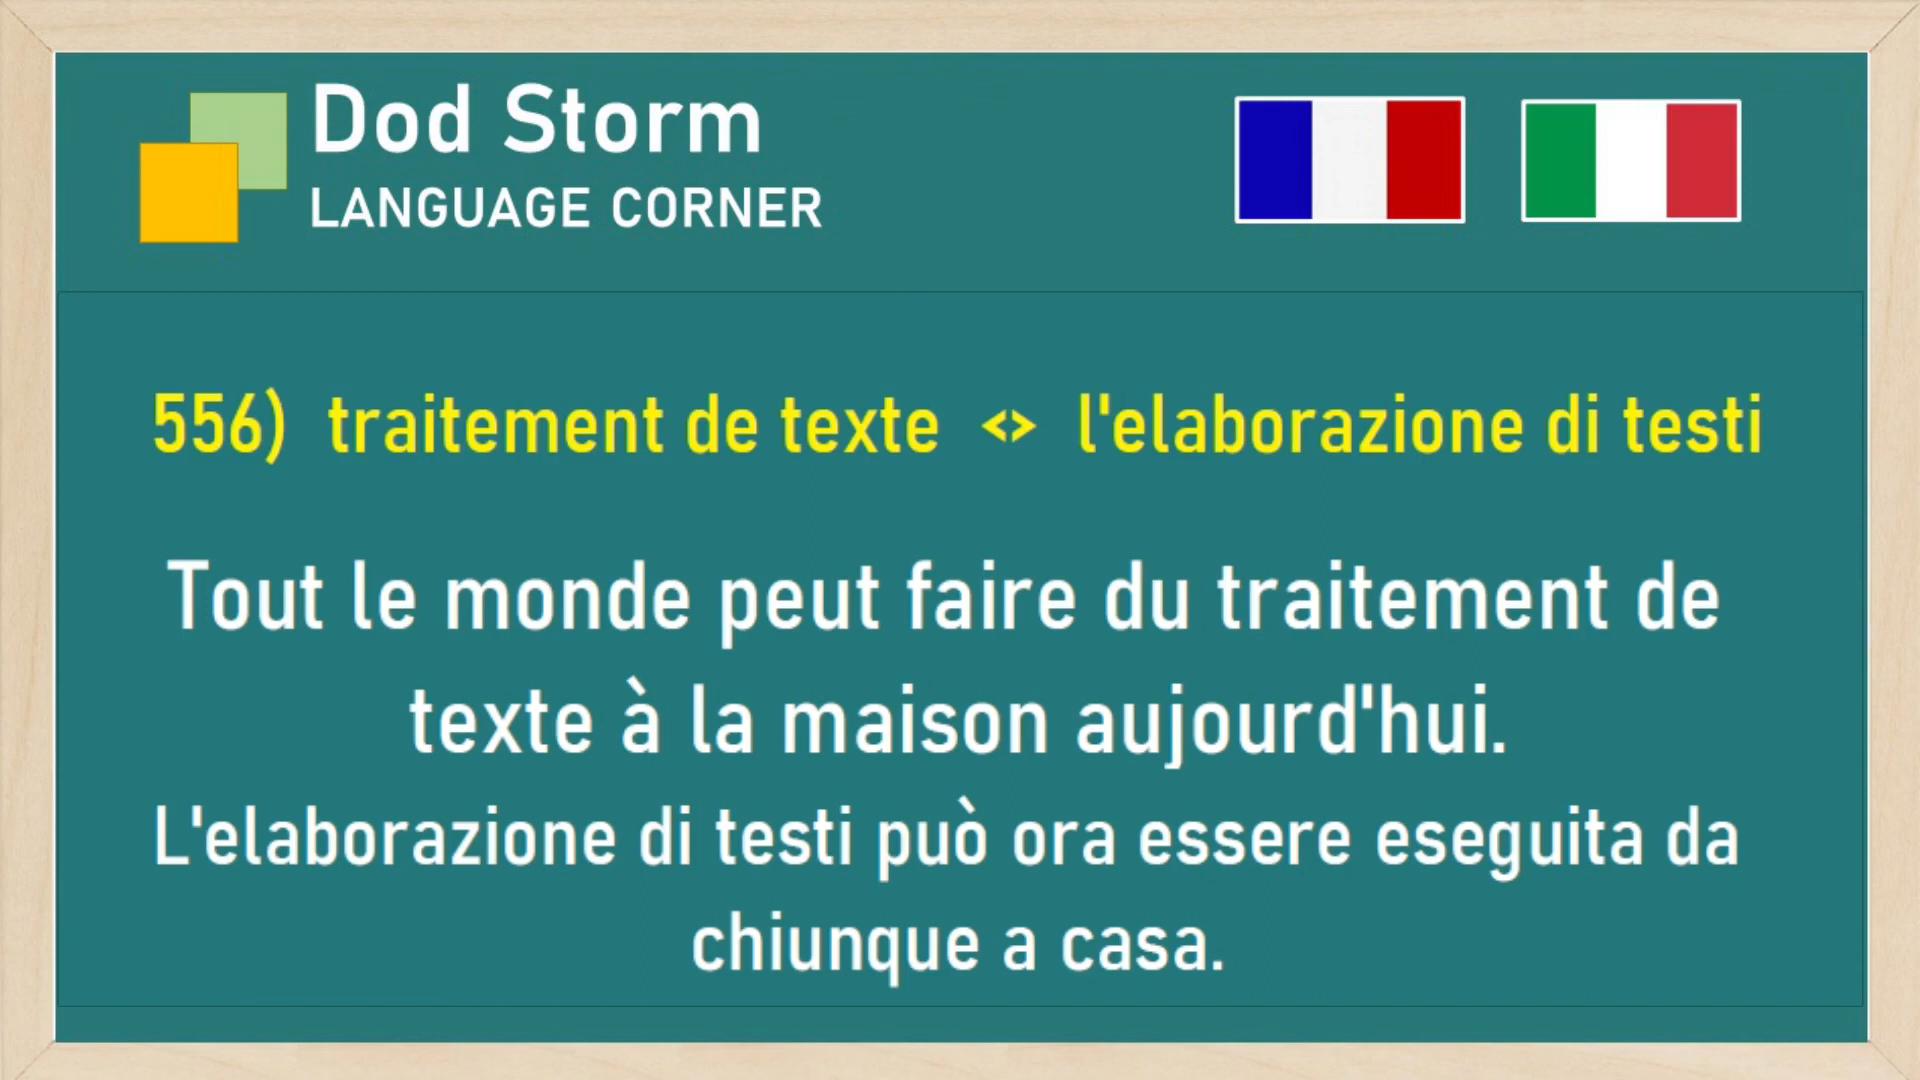 Dod Storm
LANGUAGE CORNER
556) traitement de texte <> l'elaborazione di testi
Tout le monde peut faire du traitement de
texte à la maison aujourd'hui.
L'elaborazione di testi può ora essere eseguita da
chiunque a casa.